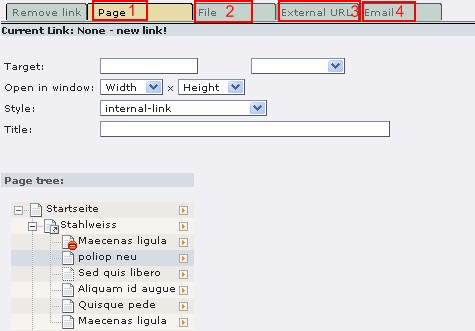 Remove link Page 1 File 2 External URL 3 Email 4
Current Link: None - new link!
Target:
Open in window: Width x Height
Style: internal-link
Title:
Page tree:
Startseite
Stahlweiss
Maecenas ligula
poliop neu
Sed quis libero
Aliquam id augue
Quisque pede
Maecenas ligula